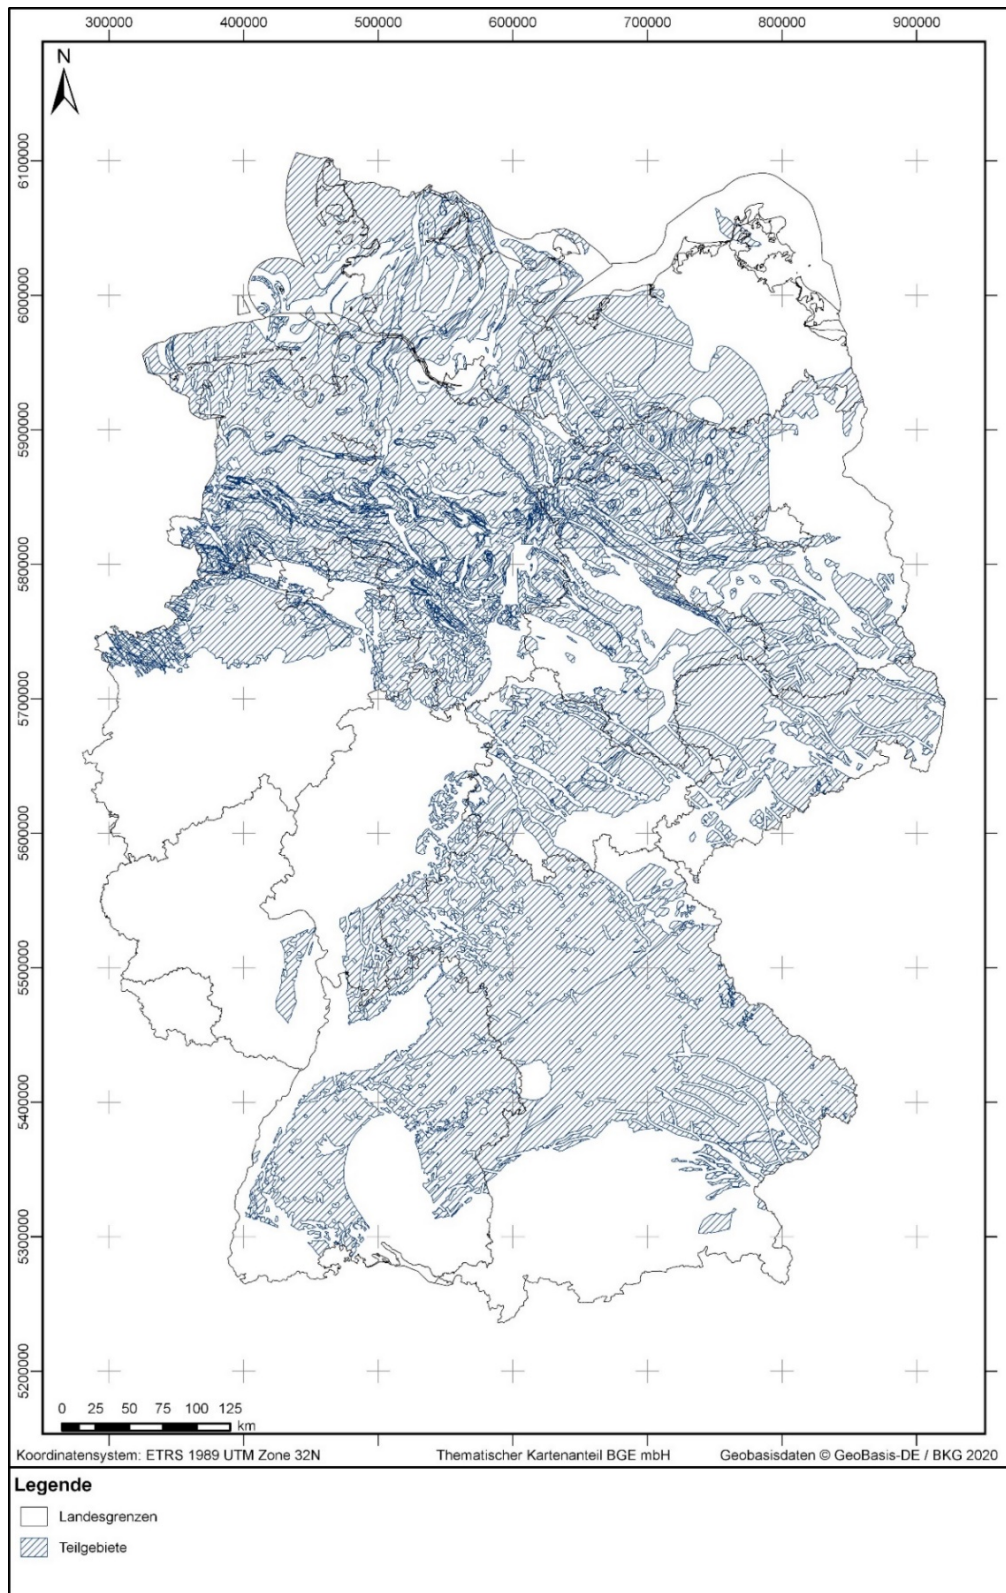 300000 400000 500000 600000 700000 800000 900000
N
6100000
6000000
5900000
5800000
5700000
5600000
5500000
5400000
5300000
5200000
0 25 50 75 100 125
km
Koordinatensystem: ETRS 1989 UTM Zone 32N Thematischer Kartenanteil BGE mbH Geobasisdaten © GeoBasis-DE / BKG 2020
Legende
Landesgrenzen
Teilgebiete